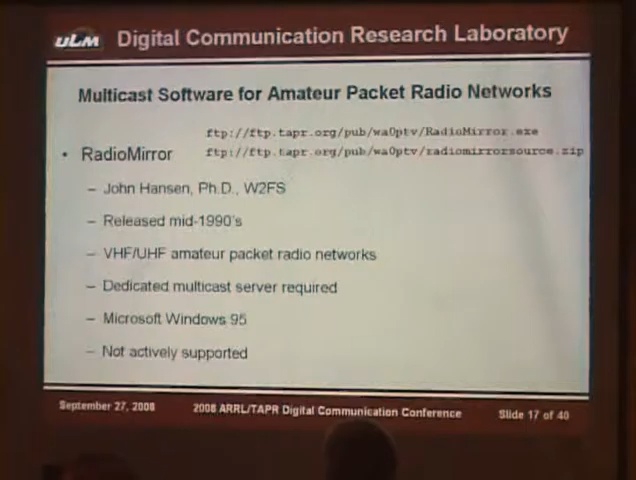 ULM Digital Communication Research Laboratory
Multicast Software for Amateur Packet Radio Networks
ftp://ftp.tapr.org/pub/wa0ptv/RadioMirror.exe
• RadioMirror ftp://ftp.tapr.org/pub/wa0ptv/radiomirrorsource.zip
– John Hansen, Ph.D., W2FS
– Released mid-1990's
– VHF/UHF amateur packet radio networks
– Dedicated multicast server required
– Microsoft Windows 95
– Not actively supported
September 27, 2008 2008 ARRL/TAPR Digital Communication Conference Slide 17 of 40